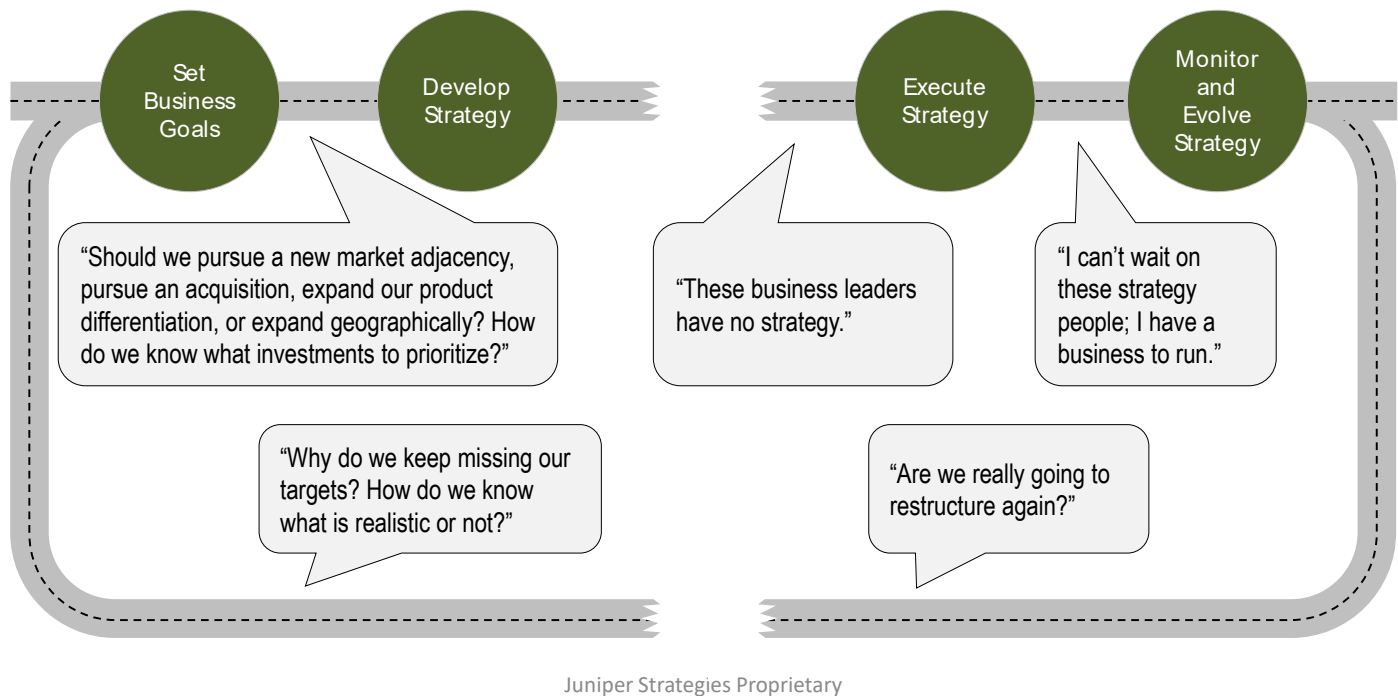 Set
Business
Goals
Develop
Strategy
Execute
Strategy
Monitor
and
Evolve
Strategy
“Should we pursue a new market adjacency,
pursue an acquisition, expand our product
differentiation, or expand geographically? How
do we know what investments to prioritize?”
“These business leaders
have no strategy.”
“I can’t wait on
these strategy
people; I have a
business to run.”
“Why do we keep missing our
targets? How do we know
what is realistic or not?”
“Are we really going to
restructure again?”
Juniper Strategies Proprietary